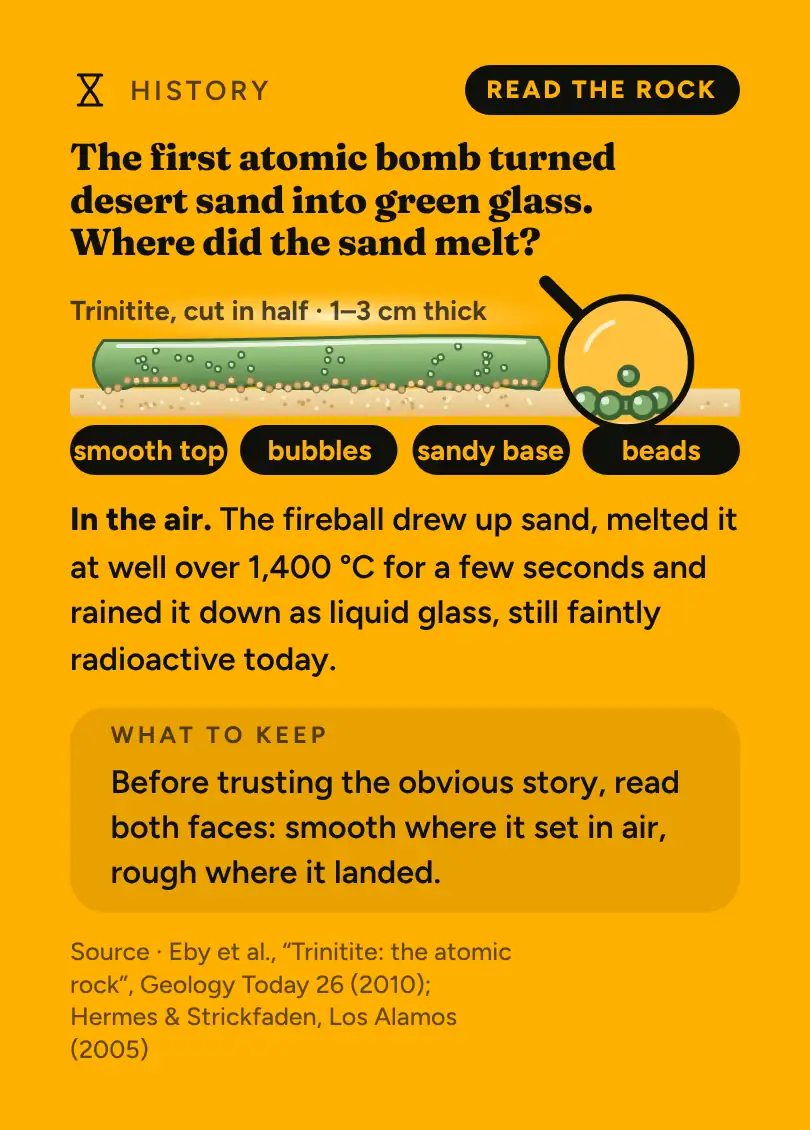 HISTORY
READ THE ROCK
The first atomic bomb turned
desert sand into green glass.
Where did the sand melt?
Trinitite, cut in half · 1–3 cm thick
smooth top
bubbles
sandy base
beads
In the air. The fireball drew up sand, melted it
at well over 1,400 °C for a few seconds and
rained it down as liquid glass, still faintly
radioactive today.
WHAT TO KEEP
Before trusting the obvious story, read
both faces: smooth where it set in air,
rough where it landed.
Source · Eby et al., “Trinitite: the atomic
rock”, Geology Today 26 (2010);
Hermes & Strickfaden, Los Alamos
(2005)